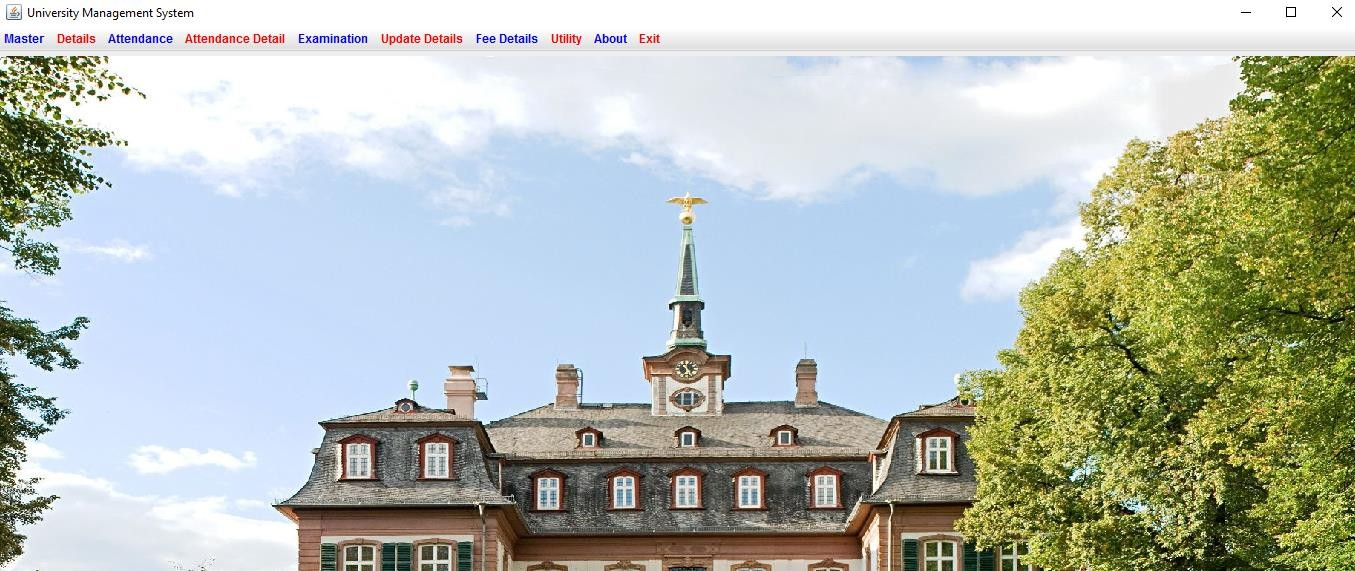 University Management System
Master Details Attendance Attendance Detail Examination Update Details Fee Details Utility About Exit